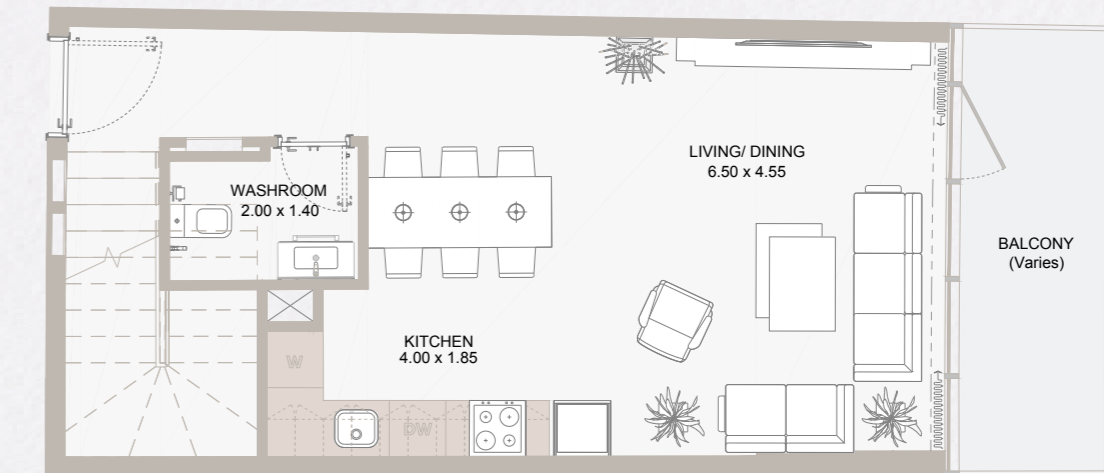 LIVING/ DINING
6.50 x 4.55
WASHROOM
2.00 x 1.40
BALCONY
(Varies)
KITCHEN
4.00 x 1.85
W
DW